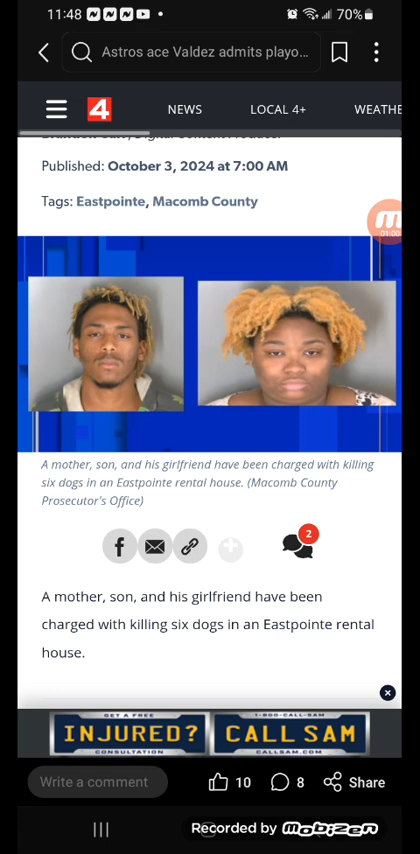 11:48
70%
Astros ace Valdez admits playo...
4
NEWS
LOCAL 4+
WEATHE
Published: October 3, 2024 at 7:00 AM
Tags: Eastpointe, Macomb County
01:00
A mother, son, and his girlfriend have been charged with killing
six dogs in an Eastpointe rental house. (Macomb County
Prosecutor's Office)
2
A mother, son, and his girlfriend have been
charged with killing six dogs in an Eastpointe rental
house.
GET A FREE
INJURED?
CONSULTATION
1-800-CALL-SAM
CALL SAM
CALLSAM.COM
Write a comment
10
8
Share
Recorded by mobizen